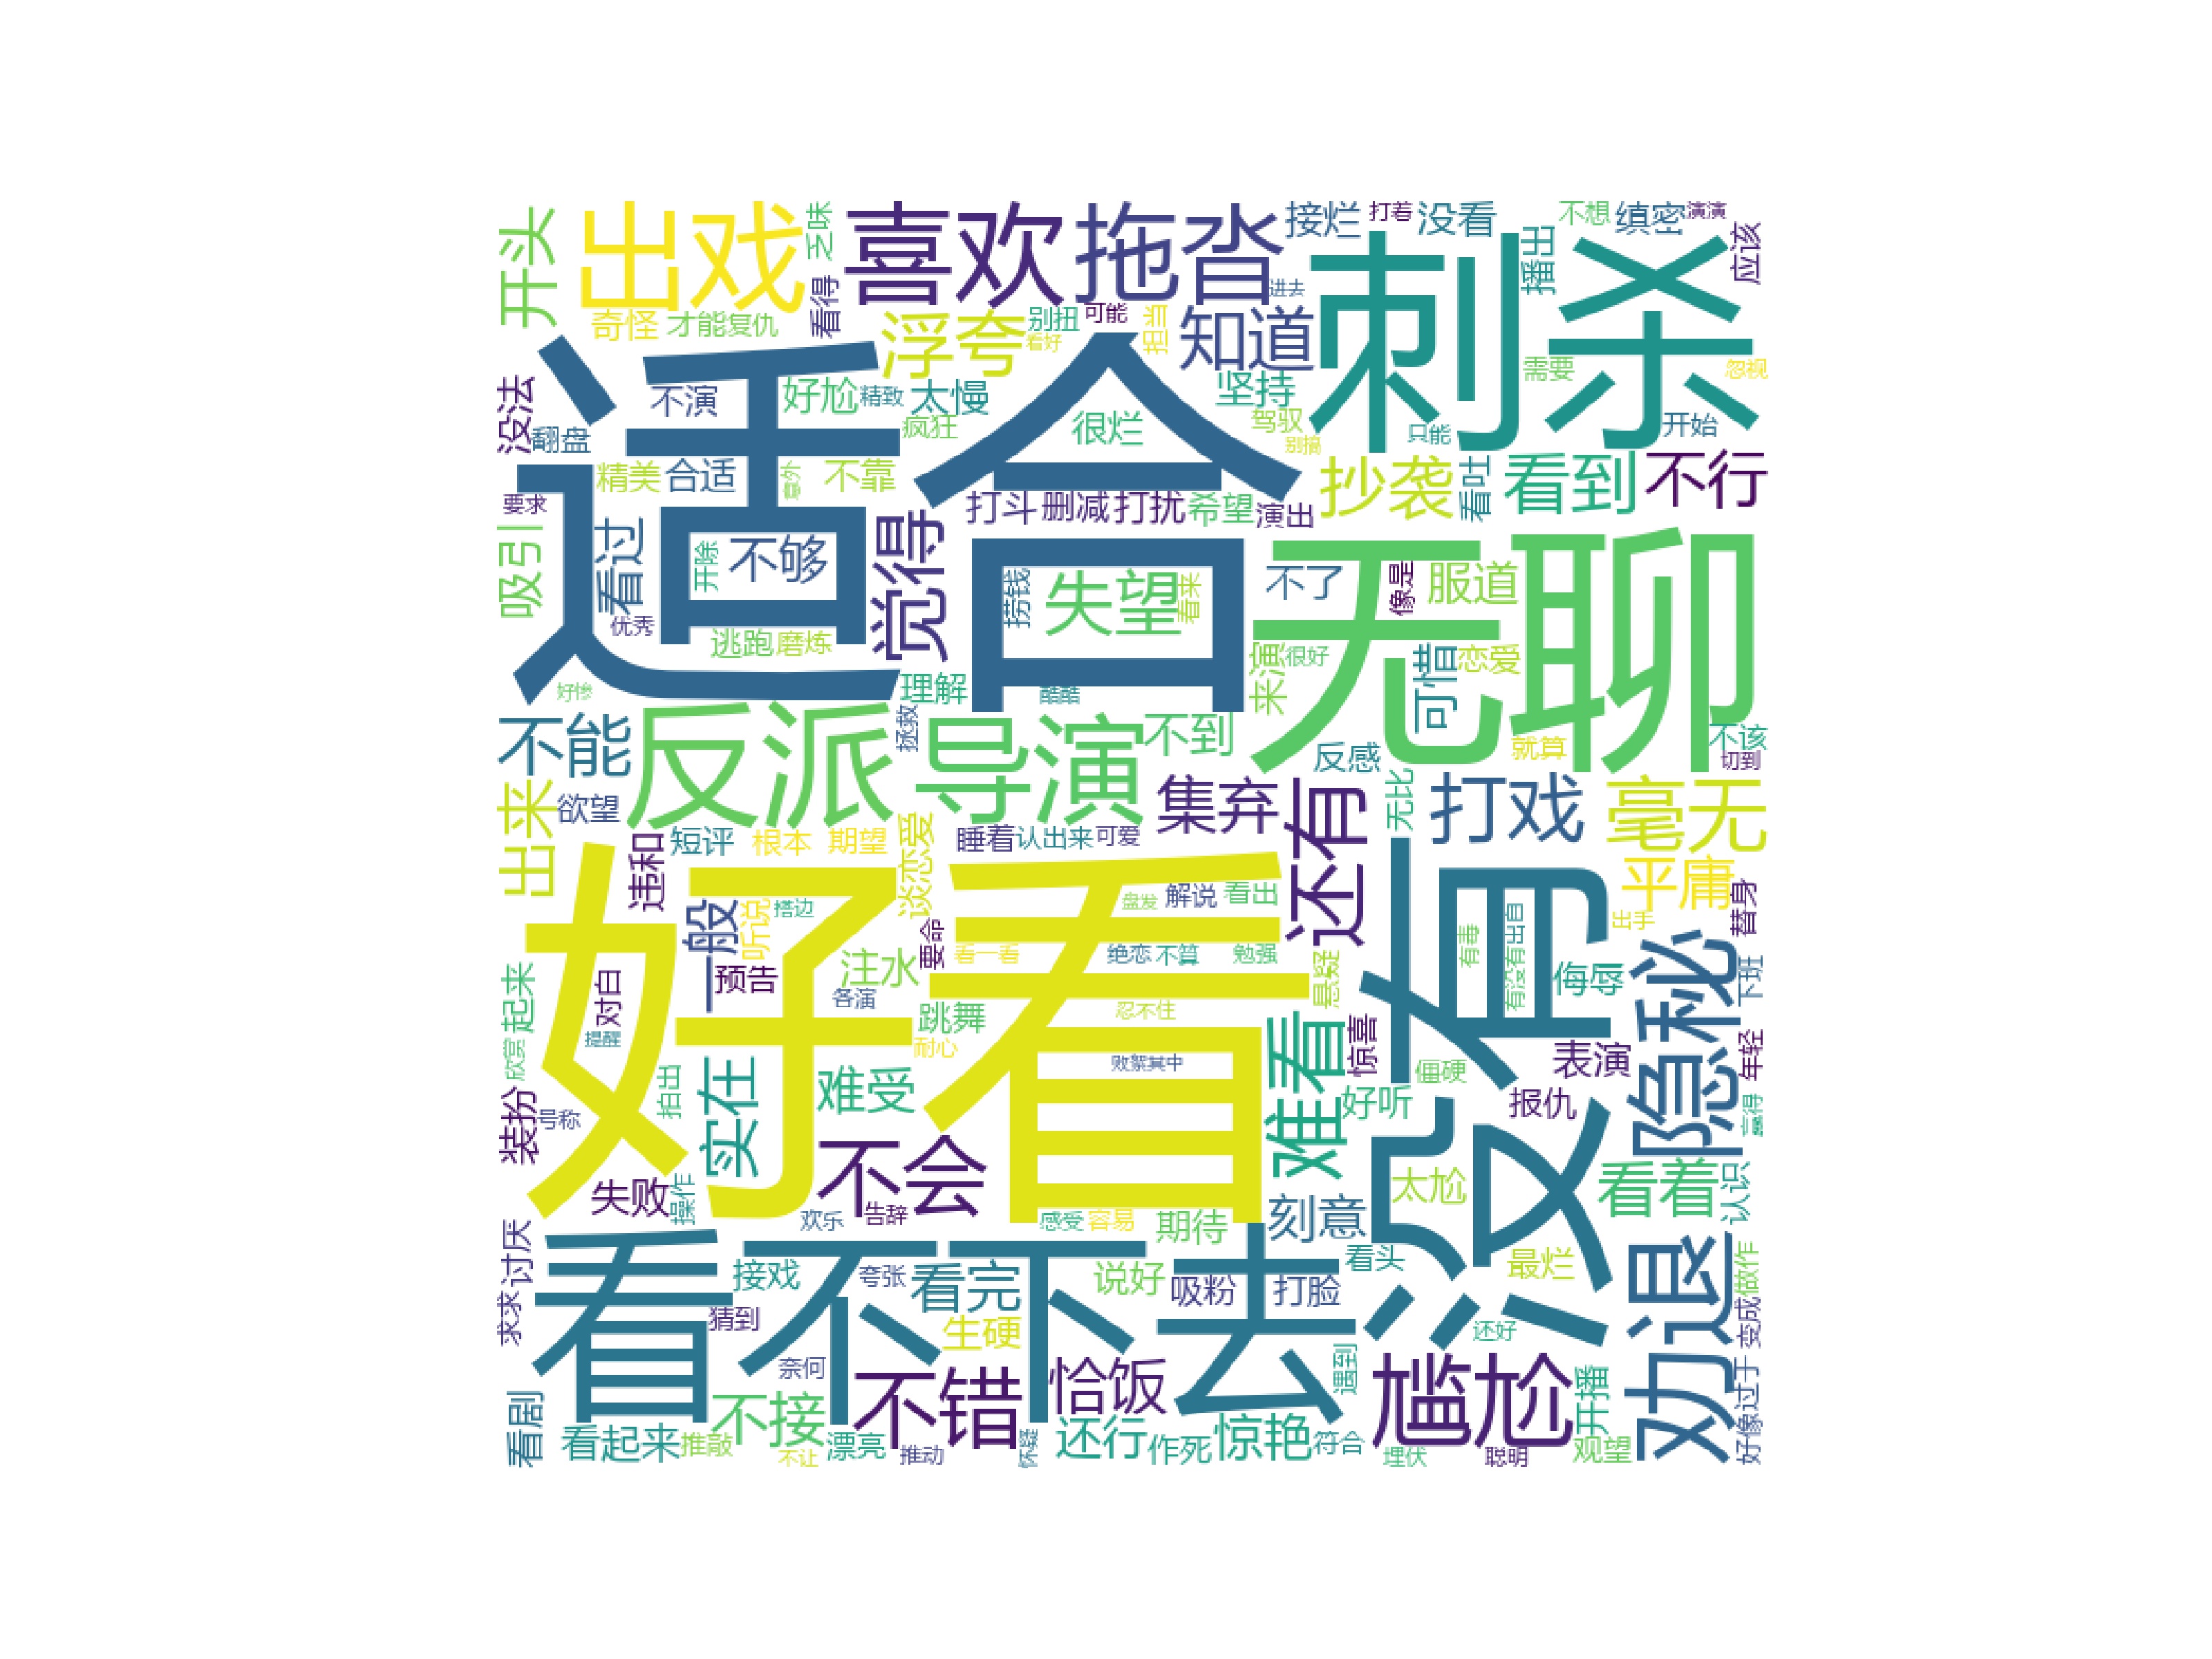 开头
出戏
乏味
喜欢
拖沓
接烂
打着
没看
不想
缜密
演演
应该
刺杀
播出
奇怪
才能
复仇
看得
浮夸
别扭
可能
进去
担当
看好
知道
需要
忽视
适合
没法
翻盘
不演
好尬
精致
太慢
疯狂
很烂
坚持
驾驭
别搞
只能
开始
精美
合适
意外
不靠
要求
打斗
删减
打扰
希望
演出
抄袭
看吐
看到
不行
吸引
看过
开除
不够
觉得
捞钱
失望
看来
不了
像是
服道
无聊
优秀
逃跑
磨炼
来演
很好
可惜
恋爱
好惨
理解
酷酷
不能
反派
拯救
导演
不到
反感
就算
不该
切到
出来
欲望
集弃
还有
无比
打戏
毫无
短评
根本
期望
谈恋爱
睡着
认出来
可爱
违和
平庸
好看
一般
听说
搭边
盘发
解说
看出
没有
有毒
有没有
出自
出手
替身
预告
注水
要命
看一看
绝恋
不算
勉强
悬疑
侮辱
隐秘
下班
起来
对白
提醒
各演
跳舞
忍不住
欣赏
耐心
败絮其中
难看
惊喜
僵硬
表演
年轻
装扮
号称
拍出
实在
难受
好听
报仇
赢得
失败
操作
不会
太尬
看着
认识
欢乐
告辞
感受
容易
期待
刻意
讨厌
看不下去
接戏
夸张
看完
说好
吸粉
打脸
看头
最烂
劝退
做作
求求
猜到
生硬
还好
变成
奈何
不错
恰饭
遇到
尴尬
开播
过于
看剧
不接
看起来
推敲
不让
漂亮
推动
怀疑
还行
作死
惊艳
符合
埋伏
聪明
观望
好像